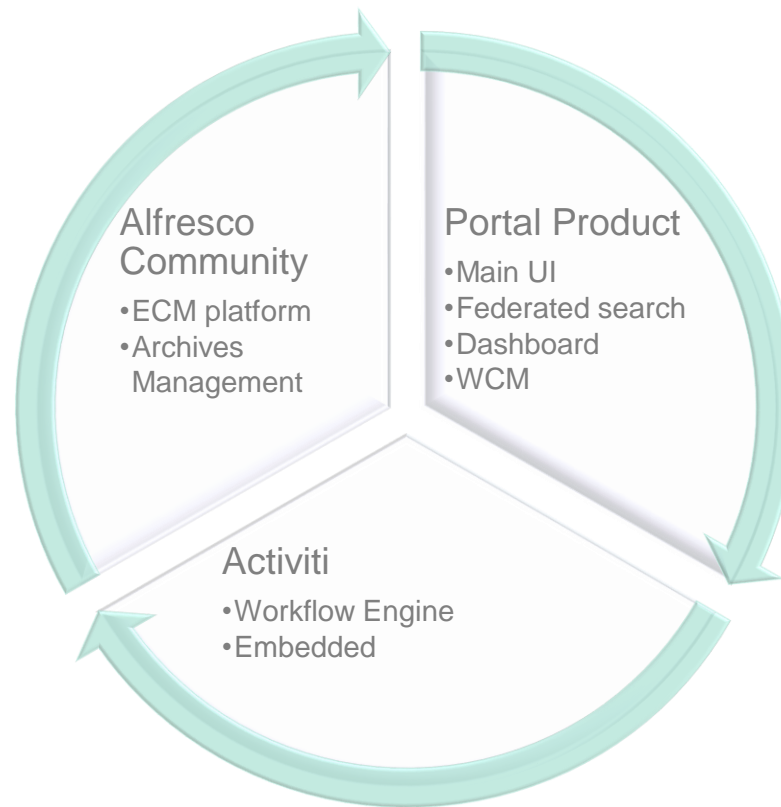 Alfresco
Community
•ECM platform
•Archives
Management
Portal Product
•Main UI
•Federated search
•Dashboard
•WCM
Activiti
•Workflow Engine
•Embedded